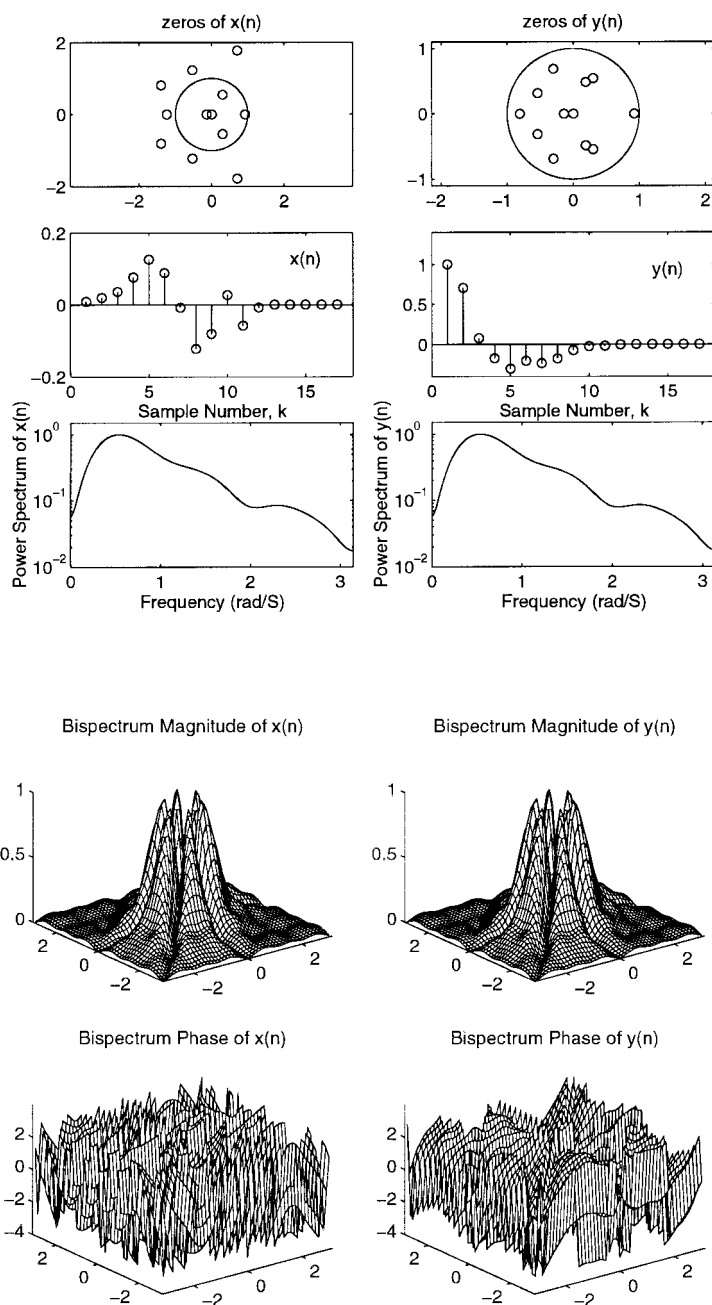 zeros of x(n)
zeros of y(n)
2
0
−2
−2 0 2
1
0
−1
−2 −1 0 1 2
0.2
0
−0.2
x(n)
0 5 10 15
Sample Number, k
1
0.5
0
y(n)
0 5 10 15
Sample Number, k
Power Spectrum of x(n)
10⁰
10⁻¹
10⁻²
0 1 2 3
Frequency (rad/S)
Power Spectrum of y(n)
10⁰
10⁻¹
10⁻²
0 1 2 3
Frequency (rad/S)
Bispectrum Magnitude of x(n)
Bispectrum Magnitude of y(n)
1
0.5
0
2 0 −2
−2 0 2
1
0.5
0
2 0 −2
−2 0 2
Bispectrum Phase of x(n)
Bispectrum Phase of y(n)
2
0
−2
−4
2 0 −2
−2 0 2
2
0
−2
−4
2 0 −2
−2 0 2